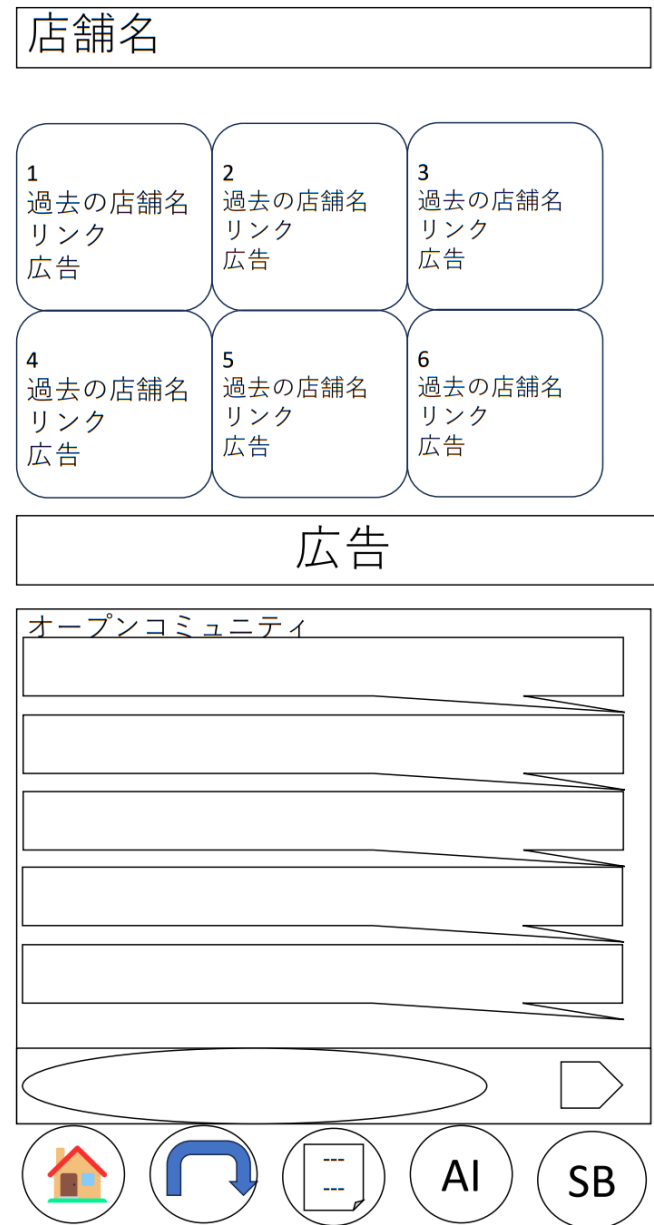 店舗名
1
過去の店舗名
リンク
広告
2
過去の店舗名
リンク
広告
3
過去の店舗名
リンク
広告
4
過去の店舗名
リンク
広告
5
過去の店舗名
リンク
広告
6
過去の店舗名
リンク
広告
広告
オープンコミュニティ
---
---
AI
SB